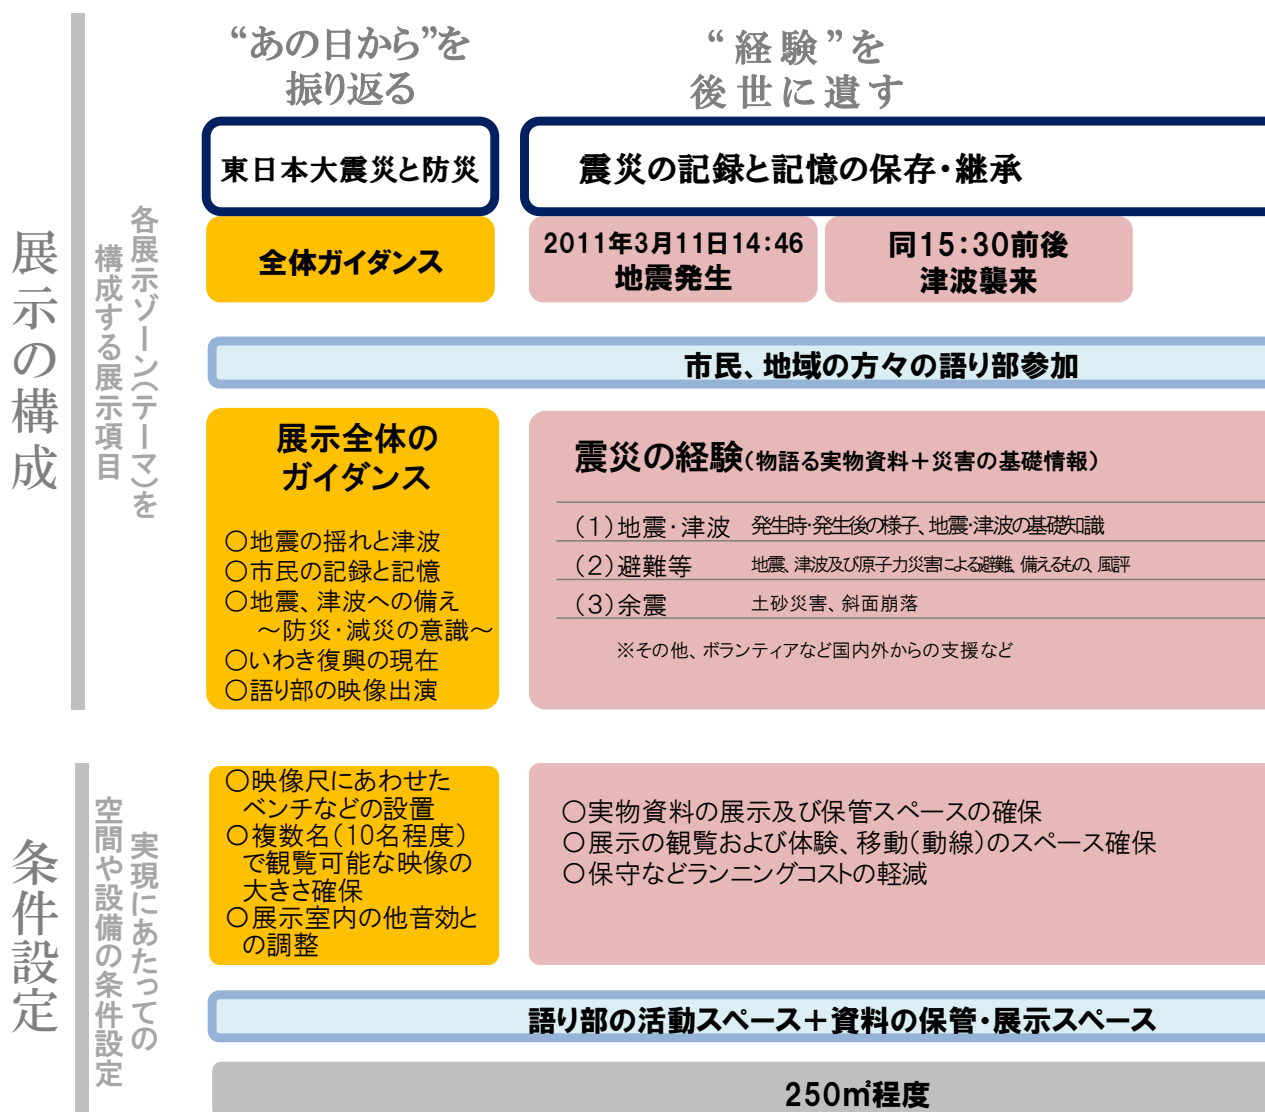 “あの日から”を
振り返る
“経験”を
後世に遺す
東日本大震災と防災
震災の記録と記憶の保存・継承
展示の構成
各展示ゾーン(テーマ)を
構成する展示項目
全体ガイダンス
2011年3月11日14:46
地震発生
同15:30前後
津波襲来
市民、地域の方々の語り部参加
展示全体の
ガイダンス
○地震の揺れと津波
○市民の記録と記憶
○地震、津波への備え
~防災・減災の意識~
○いわき復興の現在
○語り部の映像出演
震災の経験(物語る実物資料+災害の基礎情報)
(1)地震・津波 発生時・発生後の様子、地震・津波の基礎知識
(2)避難等 地震、津波及び原子力災害による避難、備えるもの、風評
(3)余震 土砂災害、斜面崩落
※その他、ボランティアなど国内外からの支援など
条件設定
実現にあたっての
空間や設備の条件設定
○映像尺にあわせた
ベンチなどの設置
○複数名(10名程度)
で観覧可能な映像の
大きさ確保
○展示室内の他音効と
の調整
○実物資料の展示及び保管スペースの確保
○展示の観覧および体験、移動(動線)のスペース確保
○保守などランニングコストの軽減
語り部の活動スペース+資料の保管・展示スペース
250㎡程度